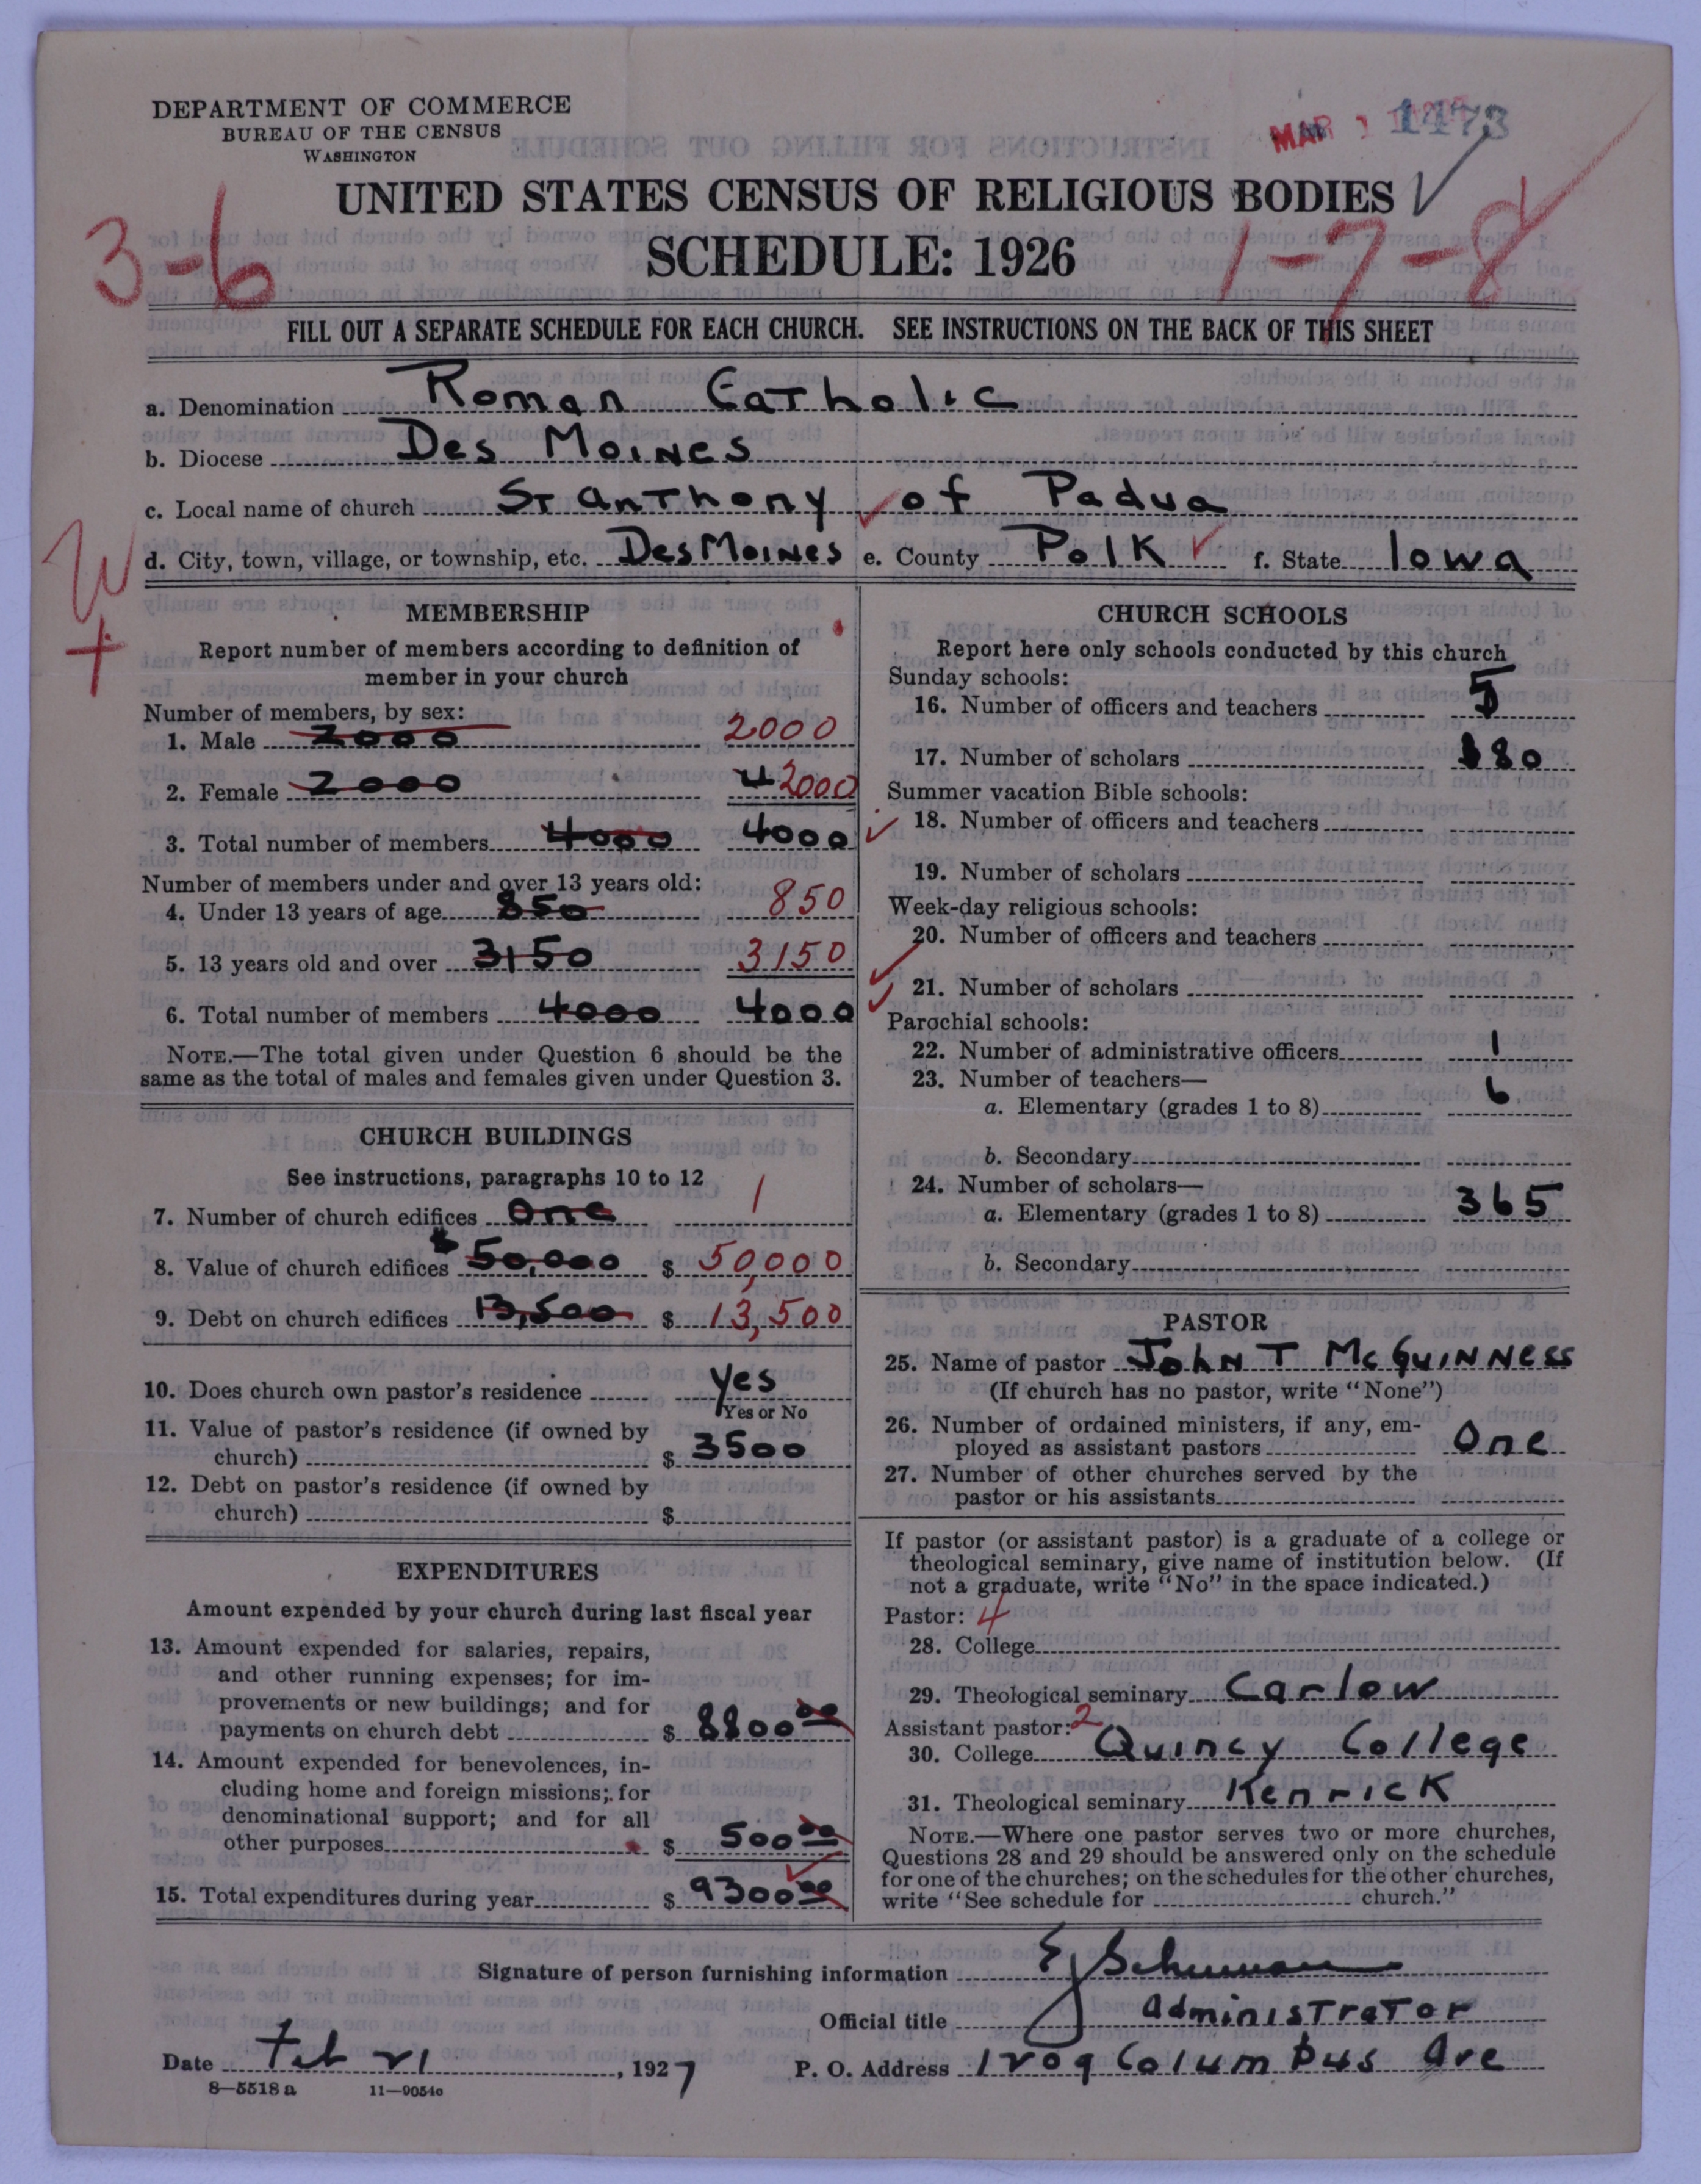 DEPARTMENT OF COMMERCE
BUREAU OF THE CENSUS
WASHINGTON
MAR 1
1473
UNITED STATES CENSUS OF RELIGIOUS BODIES
SCHEDULE: 1926
3-6
1-7-8
FILL OUT A SEPARATE SCHEDULE FOR EACH CHURCH. SEE INSTRUCTIONS ON THE BACK OF THIS SHEET
a. Denomination Roman Catholic
b. Diocese Des Moines
c. Local name of church St Anthony of Padua
d. City, town, village, or township, etc. Des Moines e. County Polk f. State Iowa
W
+
MEMBERSHIP
Report number of members according to definition of
member in your church
Number of members, by sex:
1. Male 2000 2000
2. Female 2000 2000
3. Total number of members 4000 4000
Number of members under and over 13 years old:
4. Under 13 years of age 850 850
5. 13 years old and over 3150 3150
6. Total number of members 4000 4000
NOTE.—The total given under Question 6 should be the
same as the total of males and females given under Question 3.
CHURCH BUILDINGS
See instructions, paragraphs 10 to 12
7. Number of church edifices One 1
8. Value of church edifices $50,000 $ 50,000
9. Debt on church edifices 13,500 $ 13,500
10. Does church own pastor's residence Yes
Yes or No
11. Value of pastor's residence (if owned by
church) $ 3500
12. Debt on pastor's residence (if owned by
church) $
EXPENDITURES
Amount expended by your church during last fiscal year
13. Amount expended for salaries, repairs,
and other running expenses; for im-
provements or new buildings; and for
payments on church debt $ 8800 00
14. Amount expended for benevolences, in-
cluding home and foreign missions; for
denominational support; and for all
other purposes $ 500 00
15. Total expenditures during year $ 9300 00
CHURCH SCHOOLS
Report here only schools conducted by this church
Sunday schools:
16. Number of officers and teachers 5
17. Number of scholars 180
Summer vacation Bible schools:
18. Number of officers and teachers
19. Number of scholars
Week-day religious schools:
20. Number of officers and teachers
21. Number of scholars
Parochial schools:
22. Number of administrative officers 1
23. Number of teachers—
a. Elementary (grades 1 to 8) 6
b. Secondary
24. Number of scholars—
a. Elementary (grades 1 to 8) 365
b. Secondary
PASTOR
25. Name of pastor John T McGuinness
(If church has no pastor, write "None")
26. Number of ordained ministers, if any, em-
ployed as assistant pastors One
27. Number of other churches served by the
pastor or his assistants
If pastor (or assistant pastor) is a graduate of a college or
theological seminary, give name of institution below. (If
not a graduate, write "No" in the space indicated.)
Pastor: 4
28. College
29. Theological seminary Carlow
Assistant pastor: 2
30. College Quincy College
31. Theological seminary Kenrick
NOTE.—Where one pastor serves two or more churches,
Questions 28 and 29 should be answered only on the schedule
for one of the churches; on the schedules for the other churches,
write "See schedule for church."
Signature of person furnishing information
Official title Administrator
Date Feb 21, 1927 P. O. Address 1209 Columbus Ave
8—5518 a 11—9054o